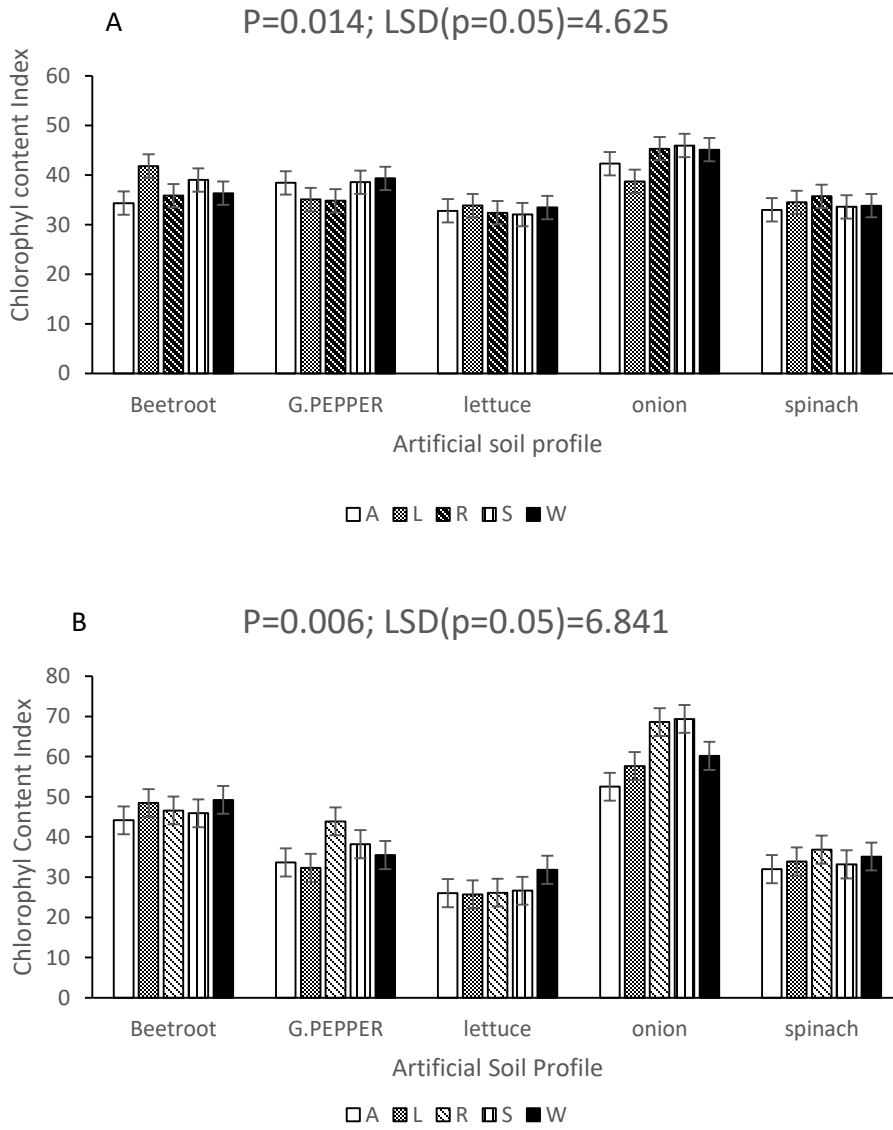 A
P=0.014; LSD(p=0.05)=4.625
Chlorophyl content Index
60
50
40
30
20
10
0
Beetroot G.PEPPER lettuce onion spinach
Artificial soil profile
A L R S W
B
P=0.006; LSD(p=0.05)=6.841
Chlorophyl Content Index
80
70
60
50
40
30
20
10
0
Beetroot G.PEPPER lettuce onion spinach
Artificial Soil Profile
A L R S W